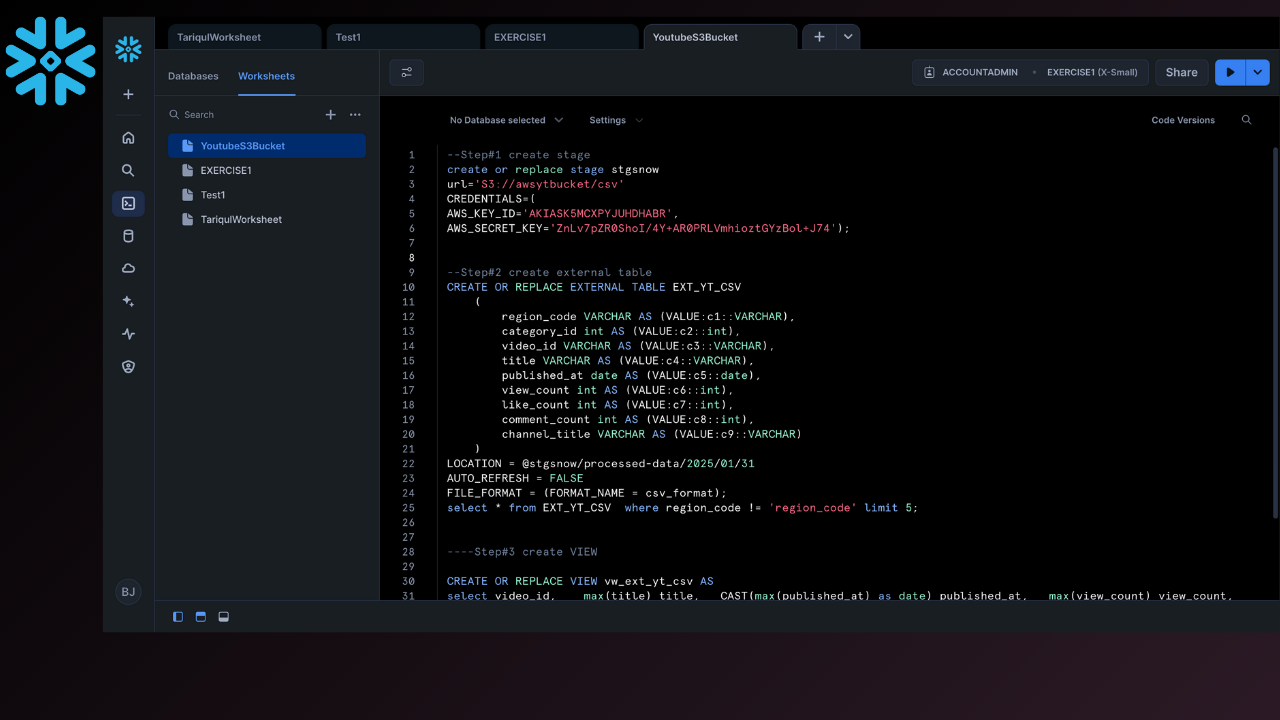 TariqulWorksheet
Test1
EXERCISE1
YoutubeS3Bucket
Databases
Worksheets
ACCOUNTADMIN
EXERCISE1 (X-Small)
Share
Search
No Database selected
Settings
Code Versions
YoutubeS3Bucket
EXERCISE1
Test1
TariqulWorksheet
BJ
1 --Step#1 create stage
2 create or replace stage stgsnow
3 url='S3://awsytbucket/csv'
4 CREDENTIALS=(
5 AWS_KEY_ID='[credential redacted]',
6 AWS_SECRET_KEY='[credential redacted]');
7
8
9 --Step#2 create external table
10 CREATE OR REPLACE EXTERNAL TABLE EXT_YT_CSV
11 (
12 region_code VARCHAR AS (VALUE:c1::VARCHAR),
13 category_id int AS (VALUE:c2::int),
14 video_id VARCHAR AS (VALUE:c3::VARCHAR),
15 title VARCHAR AS (VALUE:c4::VARCHAR),
16 published_at date AS (VALUE:c5::date),
17 view_count int AS (VALUE:c6::int),
18 like_count int AS (VALUE:c7::int),
19 comment_count int AS (VALUE:c8::int),
20 channel_title VARCHAR AS (VALUE:c9::VARCHAR)
21 )
22 LOCATION = @stgsnow/processed-data/2025/01/31
23 AUTO_REFRESH = FALSE
24 FILE_FORMAT = (FORMAT_NAME = csv_format);
25 select * from EXT_YT_CSV where region_code != 'region_code' limit 5;
26
27
28 ----Step#3 create VIEW
29
30 CREATE OR REPLACE VIEW vw_ext_yt_csv AS
31 select video_id, max(title) title, CAST(max(published_at) as date) published_at, max(view_count) view_count,